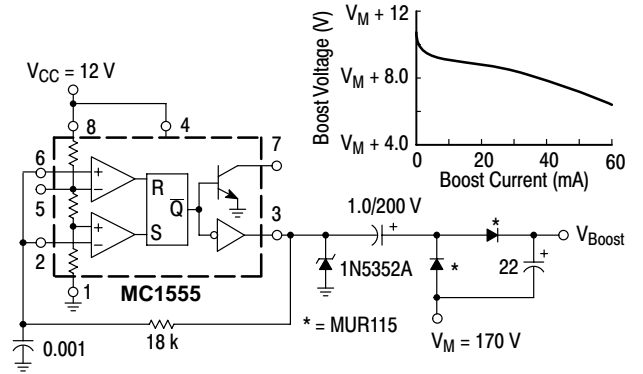 V_CC = 12 V
8
4
6
5
2
+
−
+
−
R
Q̄
S
7
3
1
MC1555
0.001
18 k
1N5352A
1.0/200 V
+
*
*
* = MUR115
22
+
V_Boost
V_M = 170 V
Boost Voltage (V)
V_M + 12
V_M + 8.0
V_M + 4.0
0
20
40
60
Boost Current (mA)